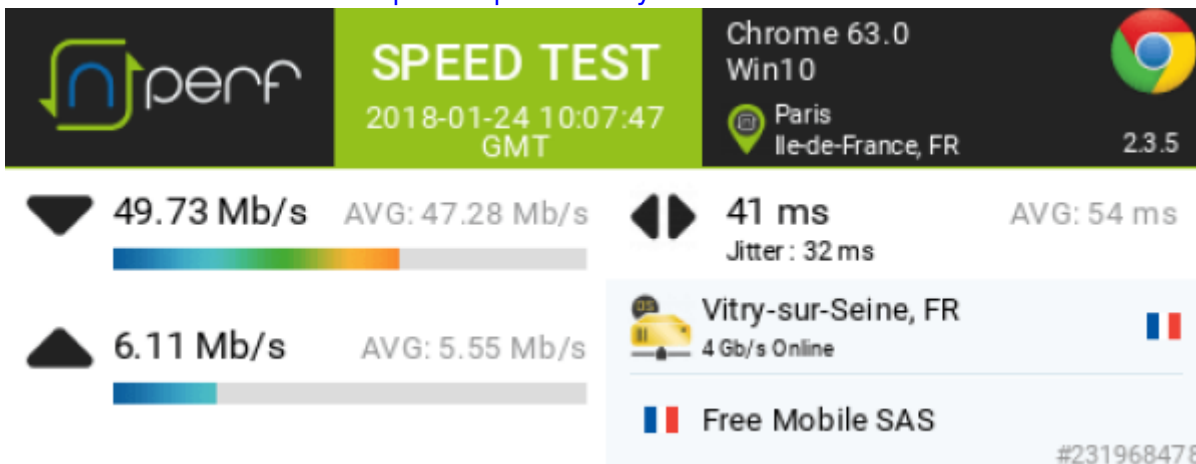 nperf
SPEED TEST
2018-01-24 10:07:47
GMT
Chrome 63.0
Win10
Paris
Ile-de-France, FR
2.3.5
49.73 Mb/s AVG: 47.28 Mb/s
6.11 Mb/s AVG: 5.55 Mb/s
41 ms AVG: 54 ms
Jitter : 32 ms
Vitry-sur-Seine, FR
4 Gb/s Online
Free Mobile SAS
#231968478